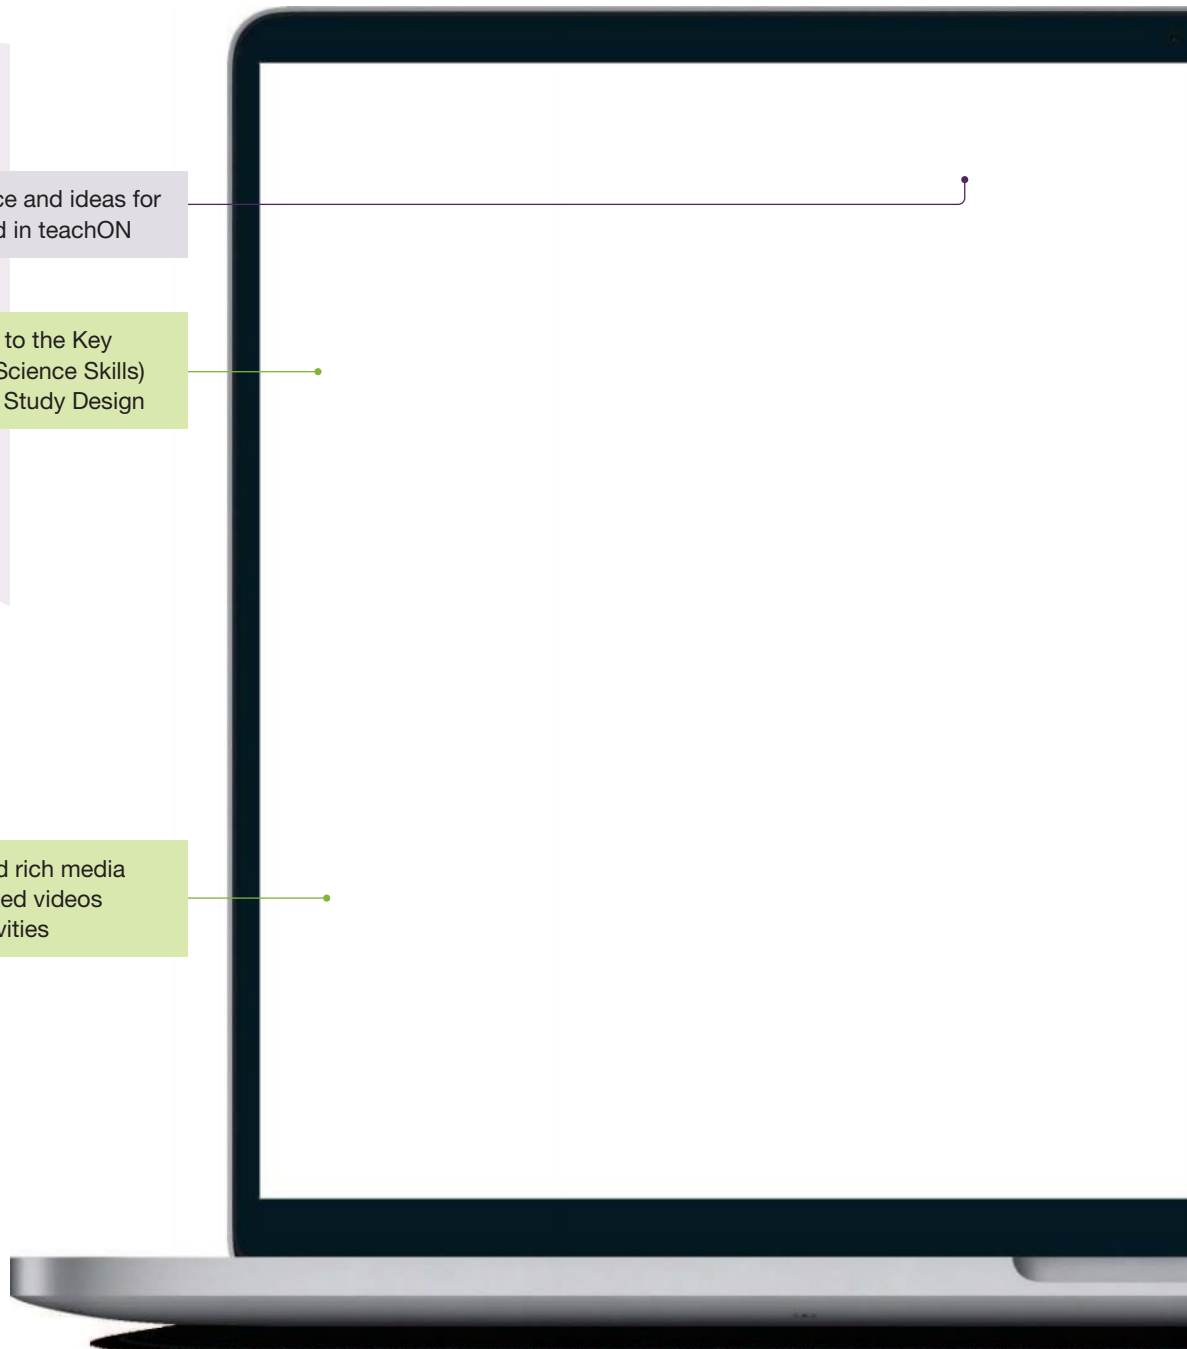 ce and ideas for
d in teachON
to the Key
Science Skills)
Study Design
d rich media
ed videos
vities